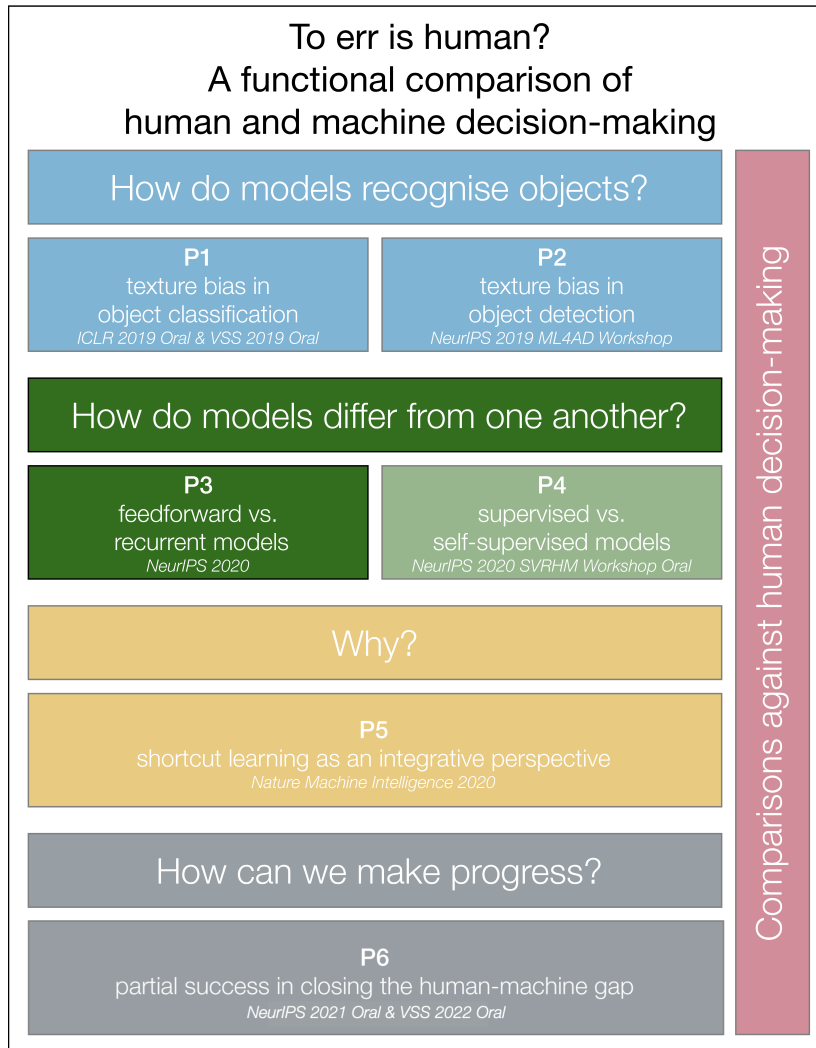 To err is human?
A functional comparison of
human and machine decision-making
How do models recognise objects?
P1
texture bias in
object classification
ICLR 2019 Oral & VSS 2019 Oral
P2
texture bias in
object detection
NeurIPS 2019 ML4AD Workshop
How do models differ from one another?
P3
feedforward vs.
recurrent models
NeurIPS 2020
P4
supervised vs.
self-supervised models
NeurIPS 2020 SVRHM Workshop Oral
Why?
P5
shortcut learning as an integrative perspective
Nature Machine Intelligence 2020
How can we make progress?
P6
partial success in closing the human-machine gap
NeurIPS 2021 Oral & VSS 2022 Oral
Comparisons against human decision-making